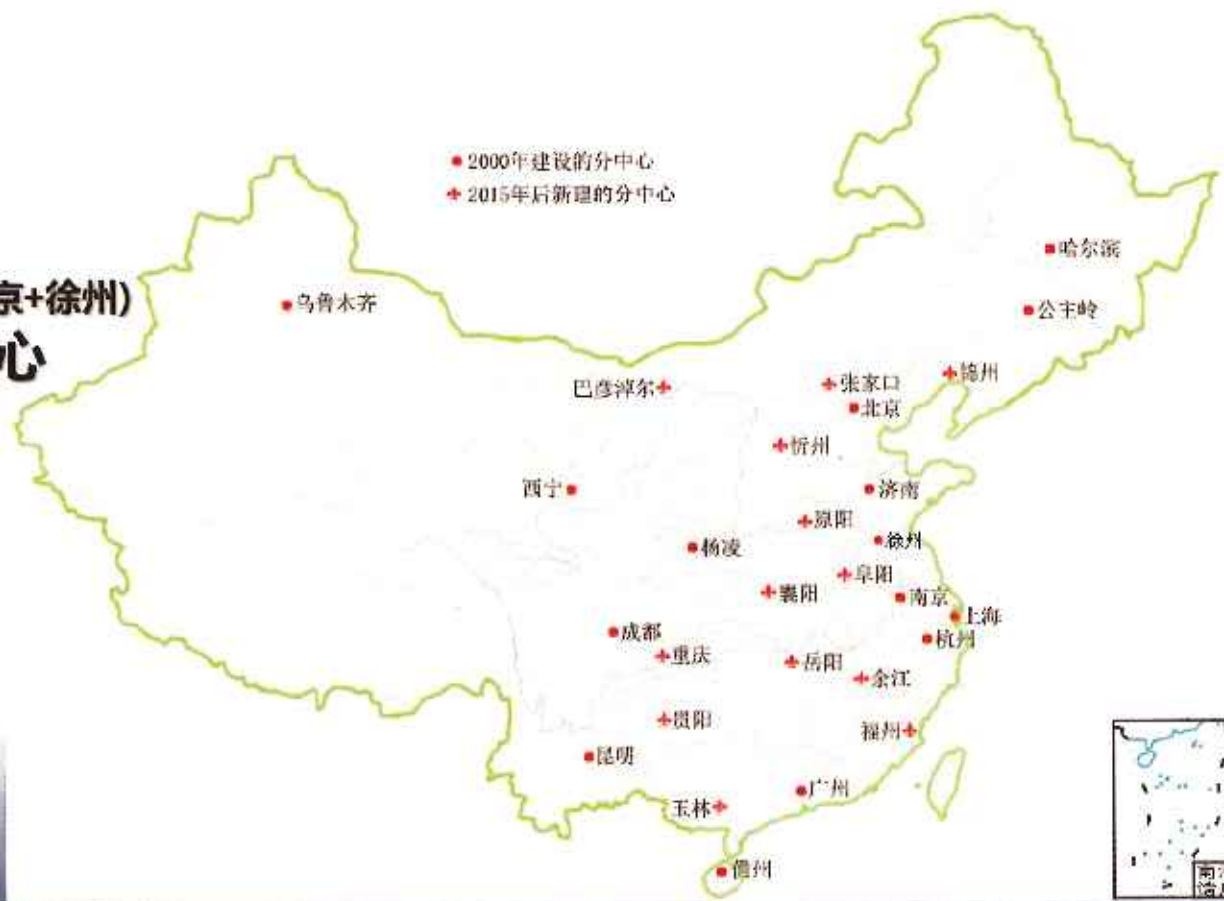 2000年建设的分中心
2015年后新建的分中心
哈尔滨
京+徐州)
乌鲁木齐
公主岭
心
锦州
巴彦淖尔
张家口
北京
忻州
西宁
济南
原阳
徐州
杨凌
阜阳
襄阳
南京
上海
成都
杭州
重庆
岳阳
余江
贵阳
福州
昆明
广州
玉林
儋州